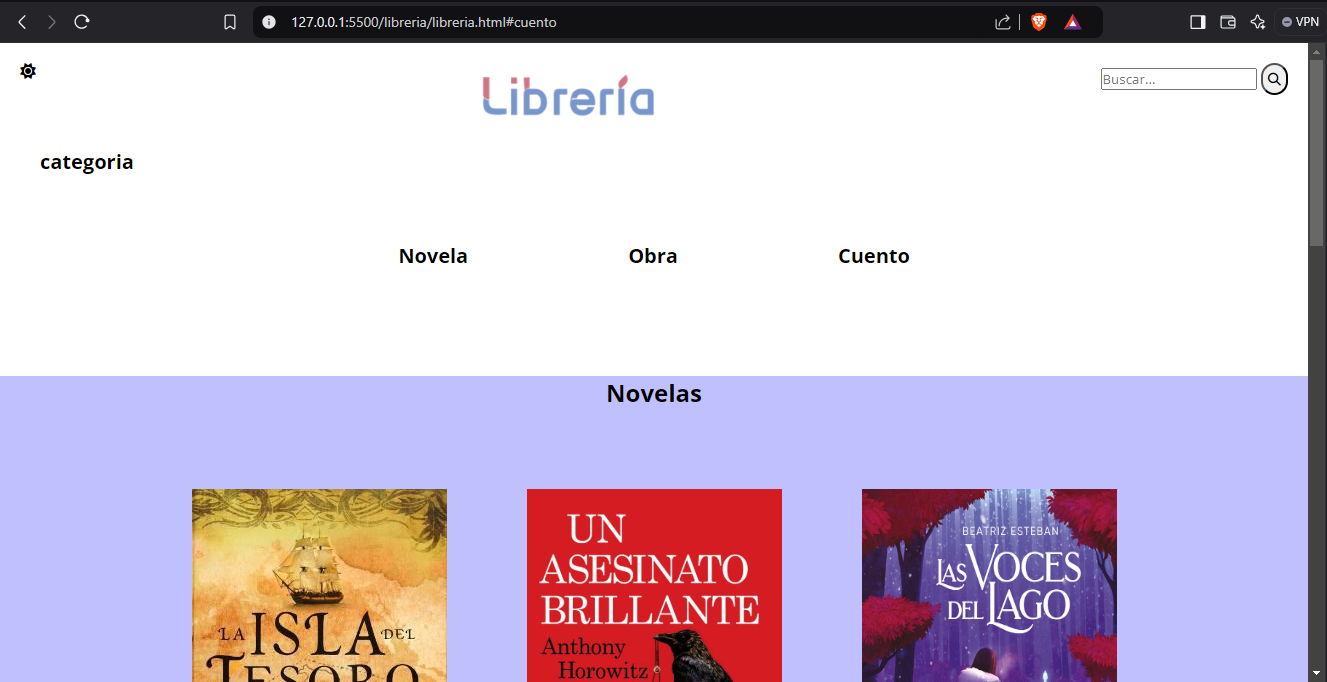 127.0.0.1:5500/libreria/libreria.html#cuento
VPN
Librería
Buscar...
categoria
Novela
Obra
Cuento
Novelas
LA ISLA DEL
TESORO
UN
ASESINATO
BRILLANTE
Anthony
Horowitz
BEATRIZ ESTEBAN
LAS VOCES
DEL LAGO